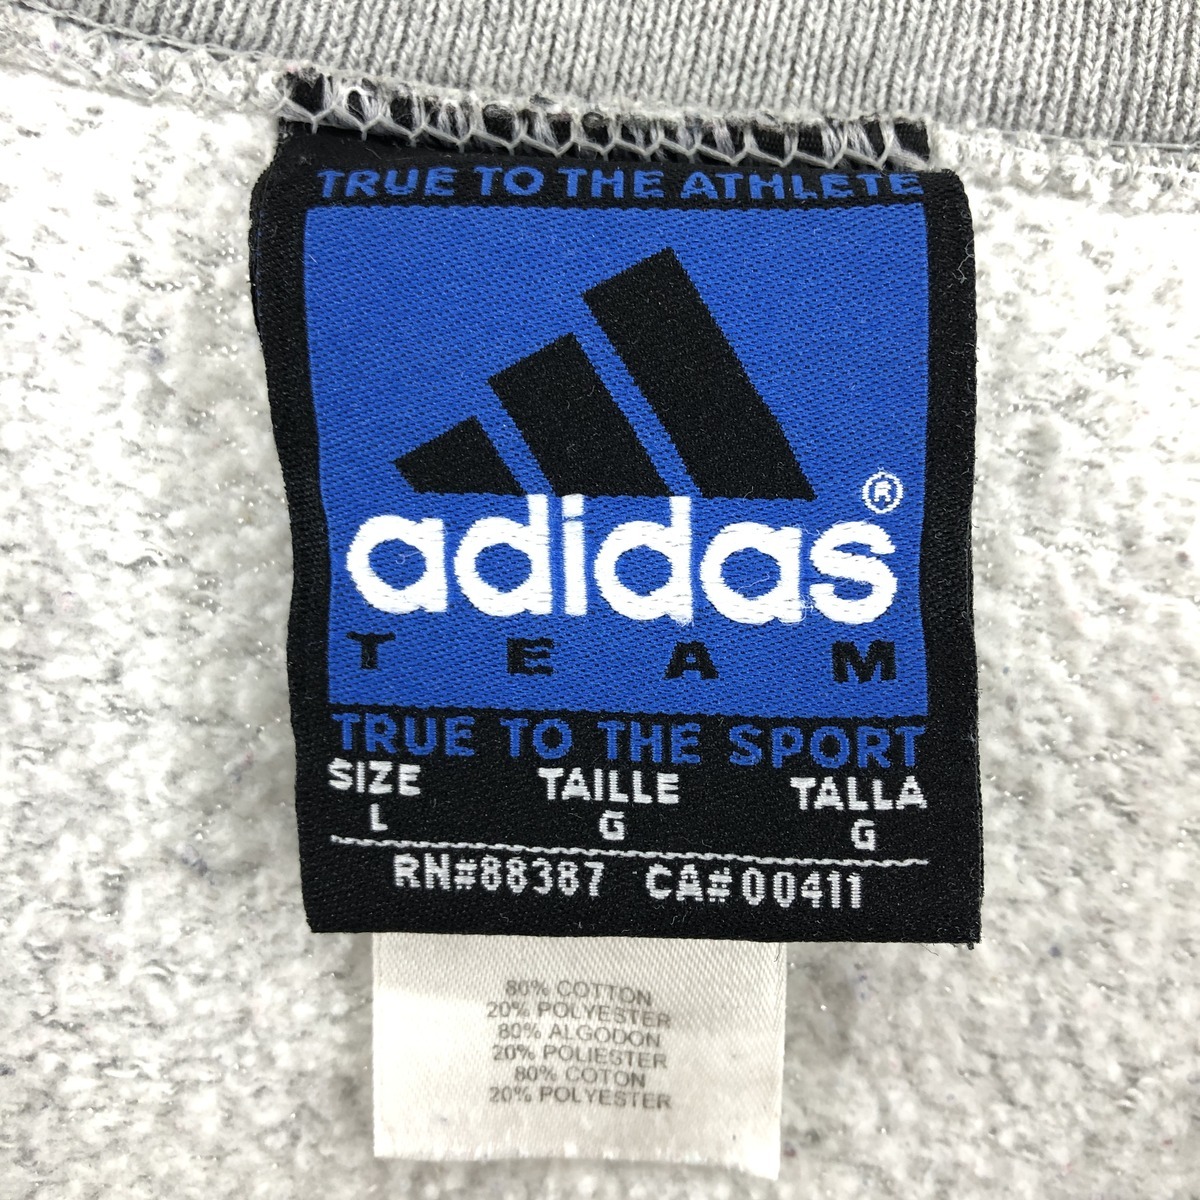 TRUE TO THE ATHLETE
adidas ®
TEAM
TRUE TO THE SPORT
SIZE TAILLE TALLA
L G G
RN#88387 CA#00411
80% COTTON
20% POLYESTER
80% ALGODON
20% POLIESTER
80% COTON
20% POLYESTER